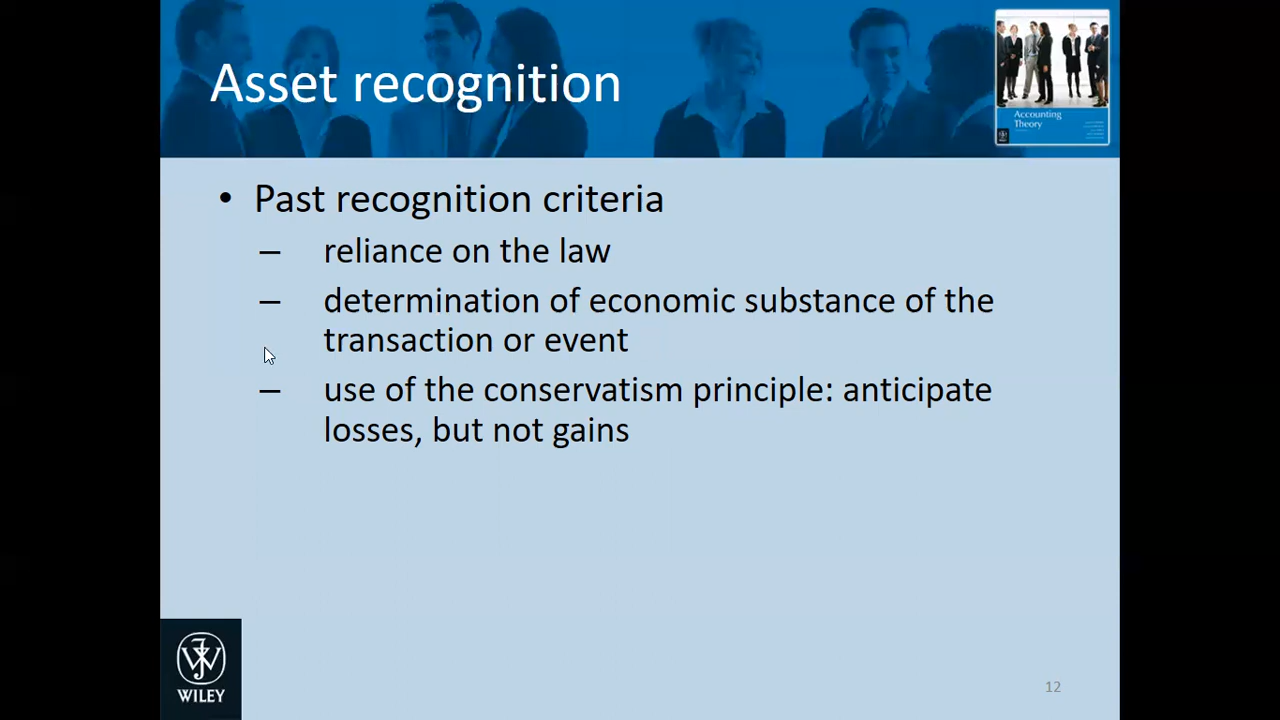 Asset recognition
Accounting
Theory
• Past recognition criteria
– reliance on the law
– determination of economic substance of the
transaction or event
– use of the conservatism principle: anticipate
losses, but not gains
WILEY
12